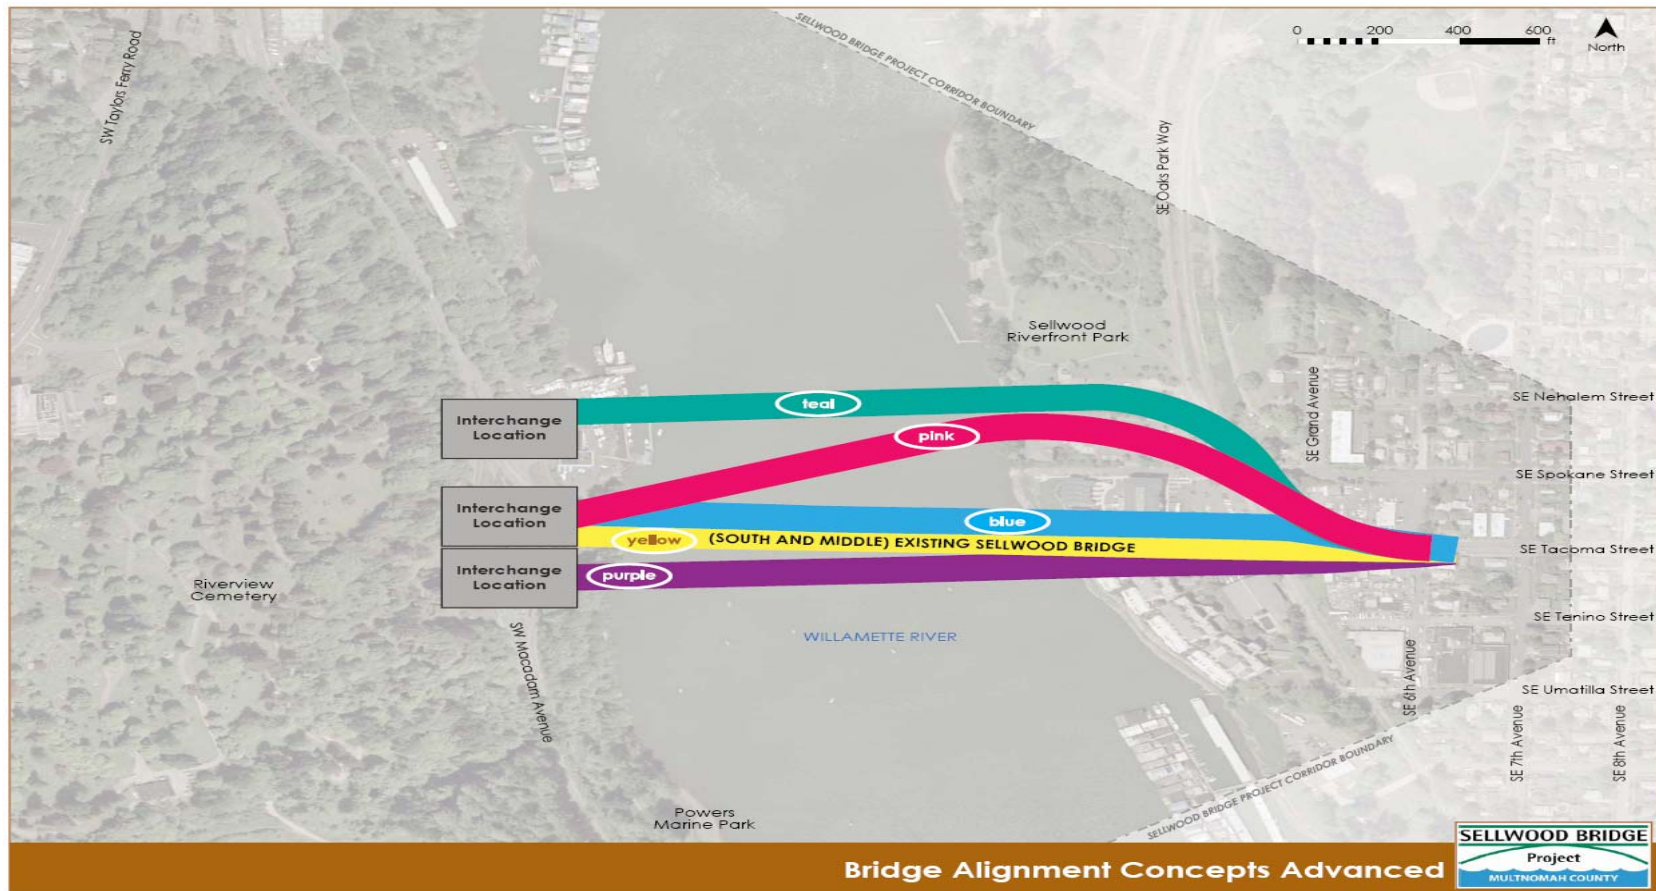 SELLWOOD BRIDGE PROJECT CORRIDOR BOUNDARY
0 200 400 600
ft
North
SW Taylors Ferry Road
SE Oaks Park Way
Sellwood
Riverfront Park
SE Grand Avenue
SE Nehalem Street
teal
Interchange
Location
pink
SE Spokane Street
Interchange
Location
blue
yellow (SOUTH AND MIDDLE) EXISTING SELLWOOD BRIDGE
SE Tacoma Street
Interchange
Location
purple
Riverview
Cemetery
SE Tenino Street
WILLAMETTE RIVER
SW Macadam Avenue
SE 6th Avenue
SE Umatilla Street
SE 7th Avenue
SE 8th Avenue
SELLWOOD BRIDGE PROJECT CORRIDOR BOUNDARY
Powers
Marine Park
Bridge Alignment Concepts Advanced
SELLWOOD BRIDGE
Project
MULTNOMAH COUNTY